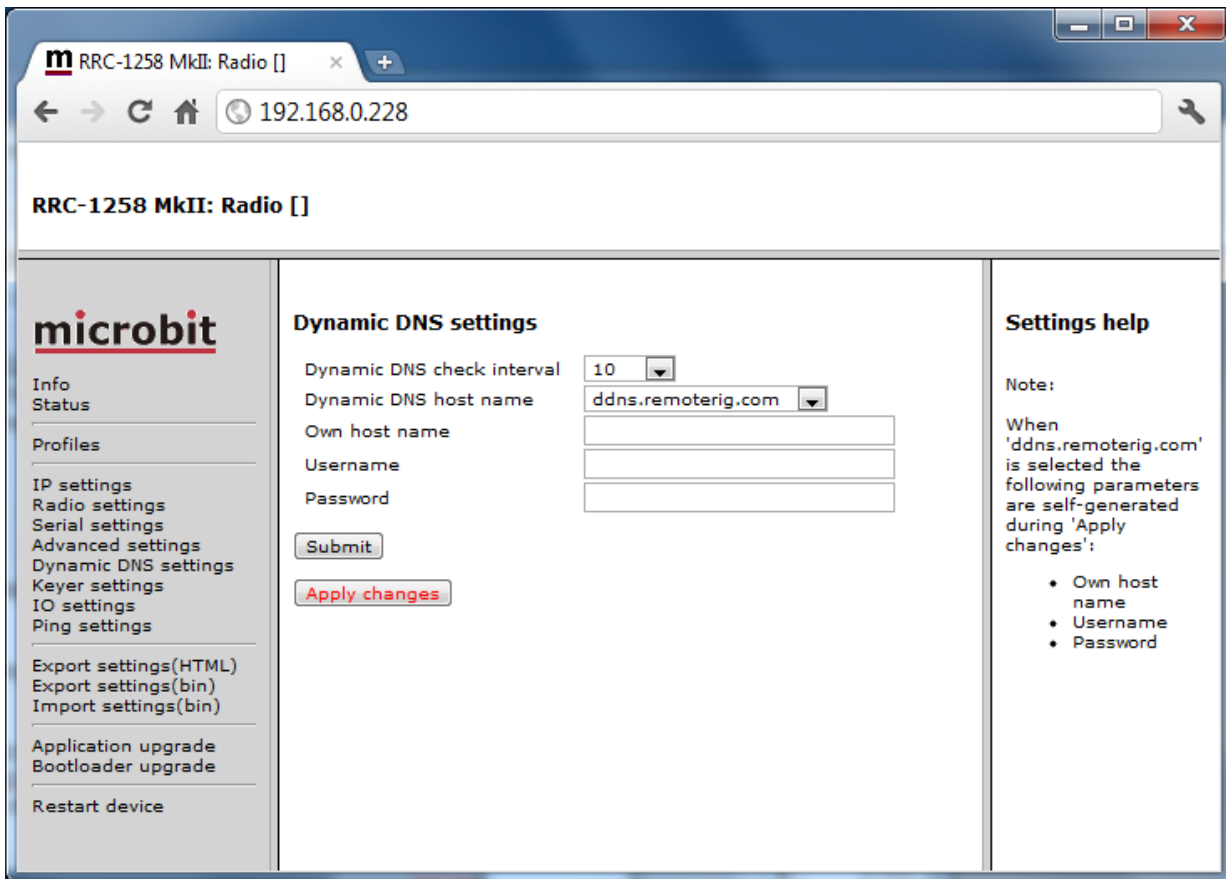 RRC-1258 MkII: Radio []
192.168.0.228
RRC-1258 MkII: Radio []
microbit
Info
Status
Profiles
IP settings
Radio settings
Serial settings
Advanced settings
Dynamic DNS settings
Keyer settings
IO settings
Ping settings
Export settings(HTML)
Export settings(bin)
Import settings(bin)
Application upgrade
Bootloader upgrade
Restart device
Dynamic DNS settings
Dynamic DNS check interval 10
Dynamic DNS host name ddns.remoterig.com
Own host name
Username
Password
Submit
Apply changes
Settings help
Note:
When
'ddns.remoterig.com'
is selected the
following parameters
are self-generated
during 'Apply
changes':
• Own host
name
• Username
• Password